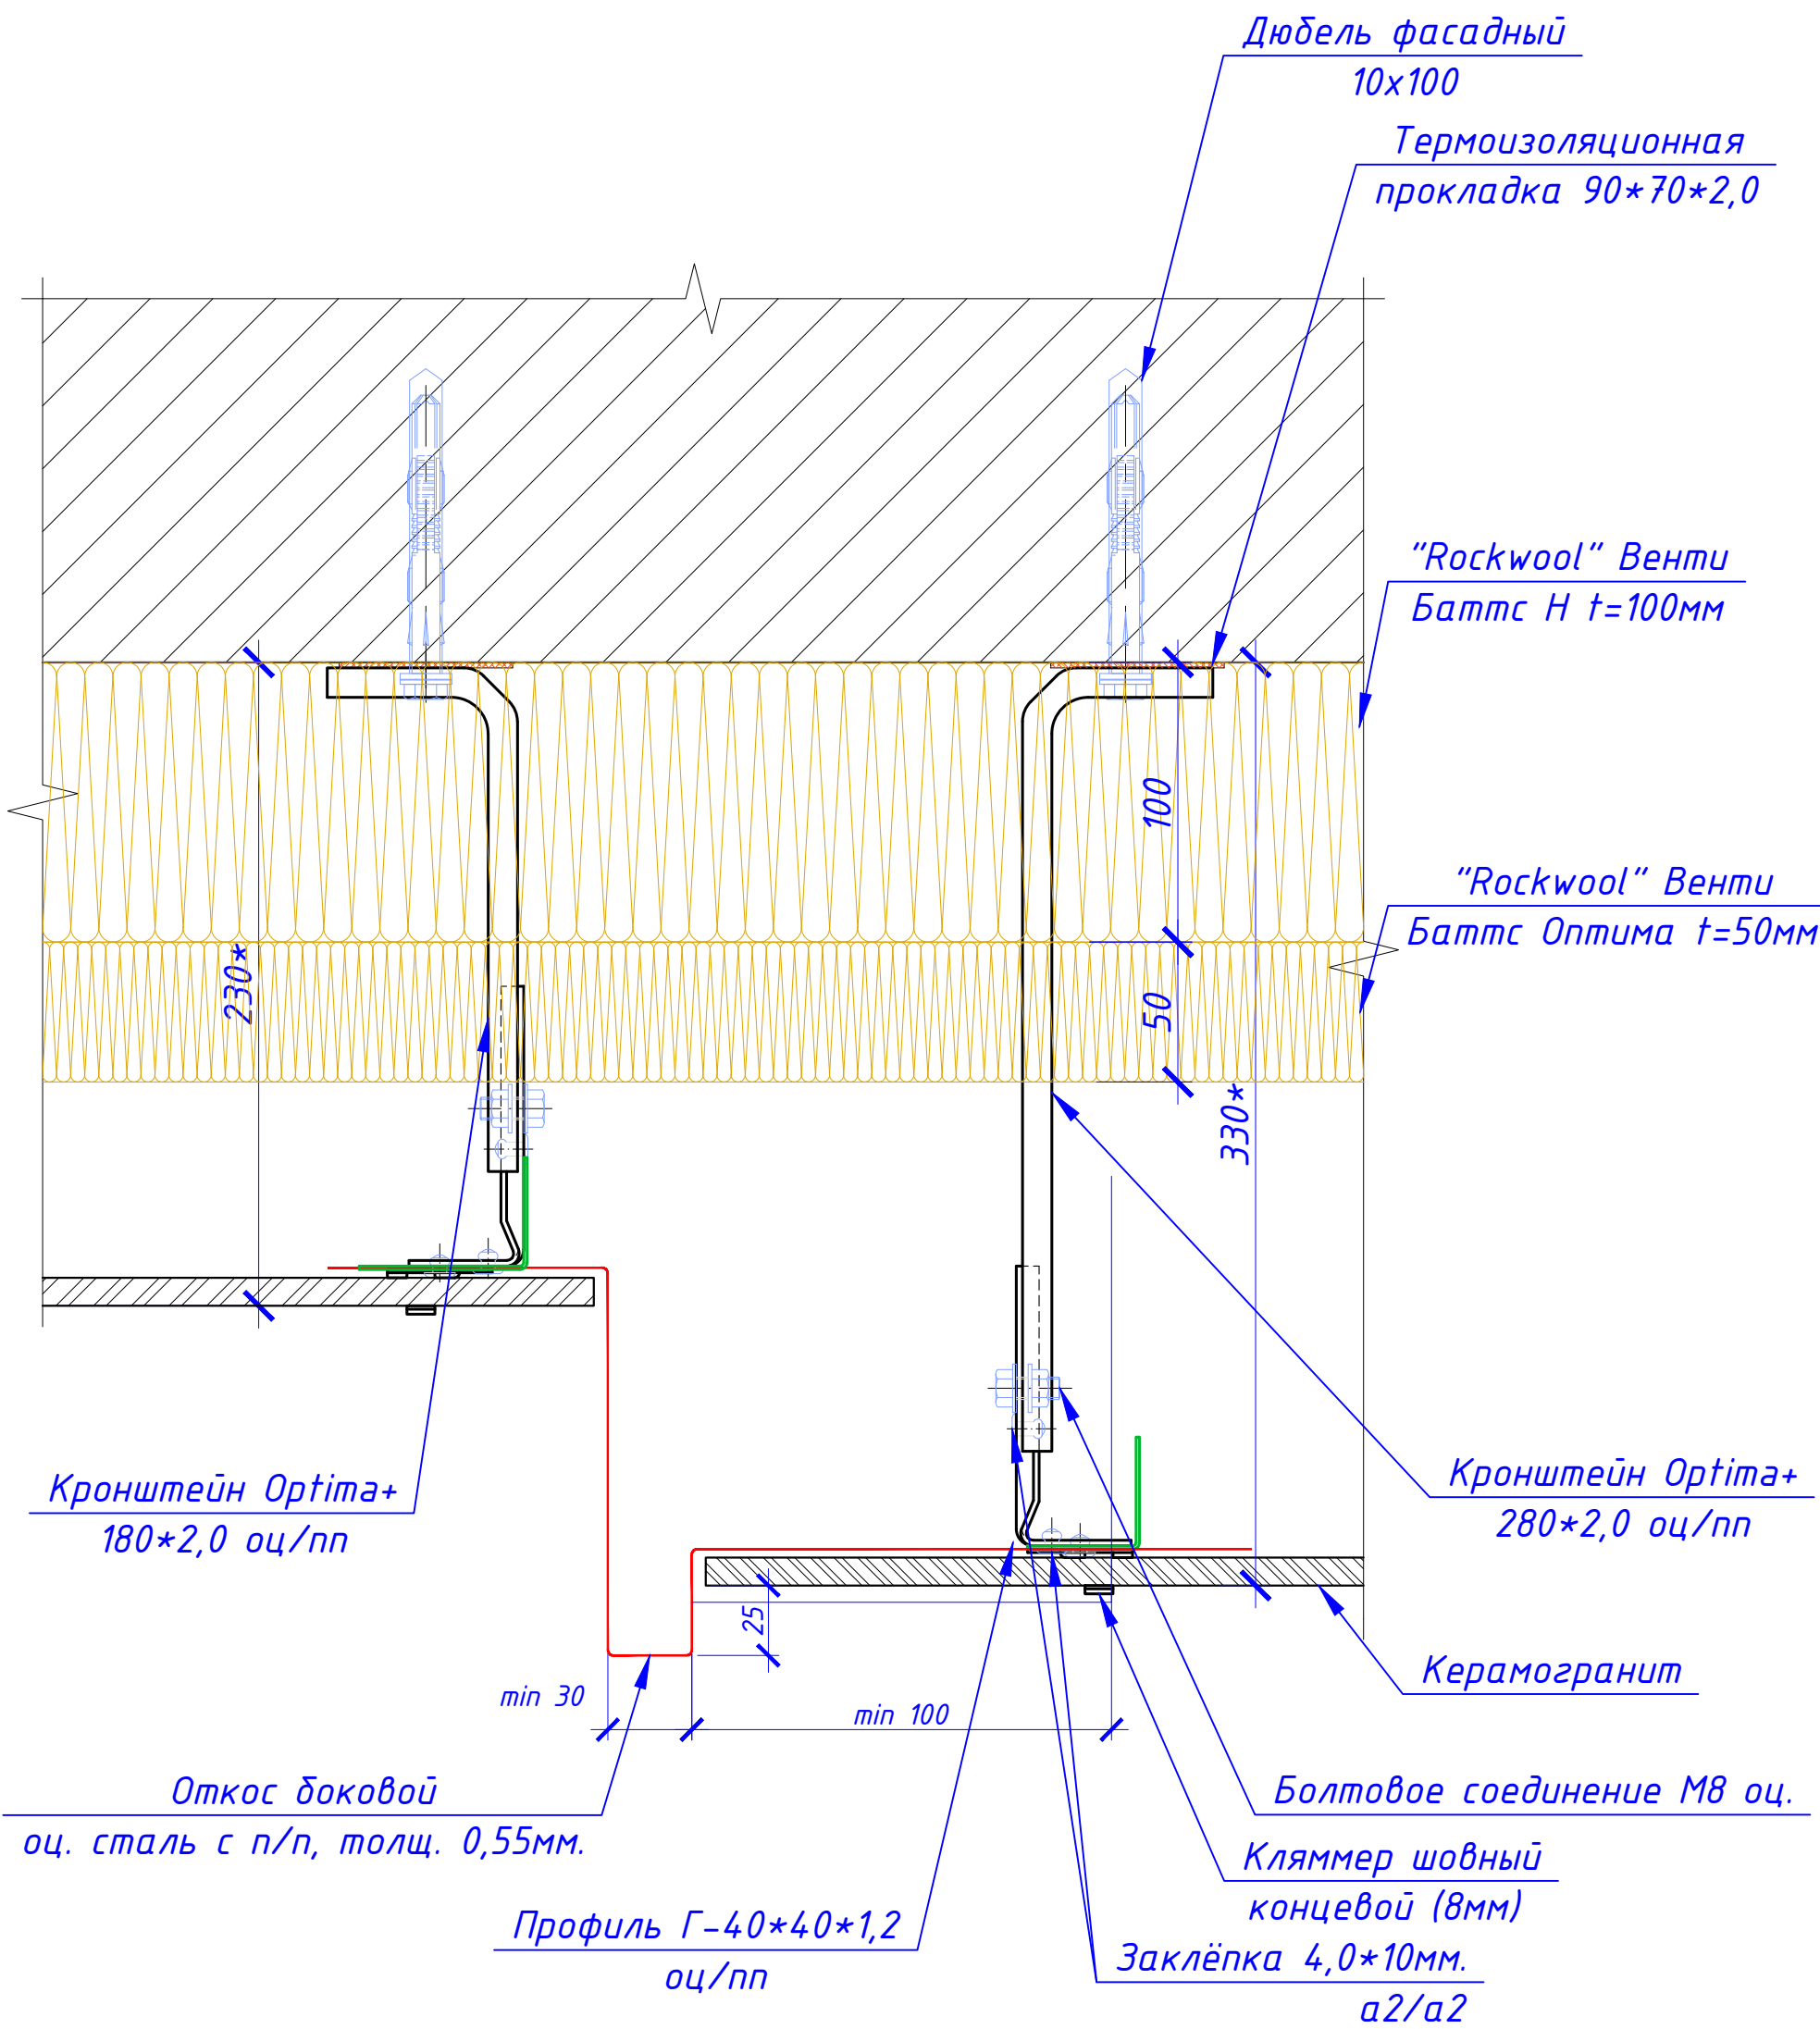 Дюбель фасадный
10х100
Термоизоляционная
прокладка 90*70*2,0
"Rockwool" Венти
Баттс Н t=100мм
100
"Rockwool" Венти
Баттс Оптима t=50мм
230*
50
330*
Кронштейн Optima+
180*2,0 оц/пп
Кронштейн Optima+
280*2,0 оц/пп
25
min 30
min 100
Керамогранит
Откос боковой
оц. сталь с п/п, толщ. 0,55мм.
Болтовое соединение М8 оц.
Кляммер шовный
концевой (8мм)
Профиль Г-40*40*1,2
оц/пп
Заклёпка 4,0*10мм.
а2/а2